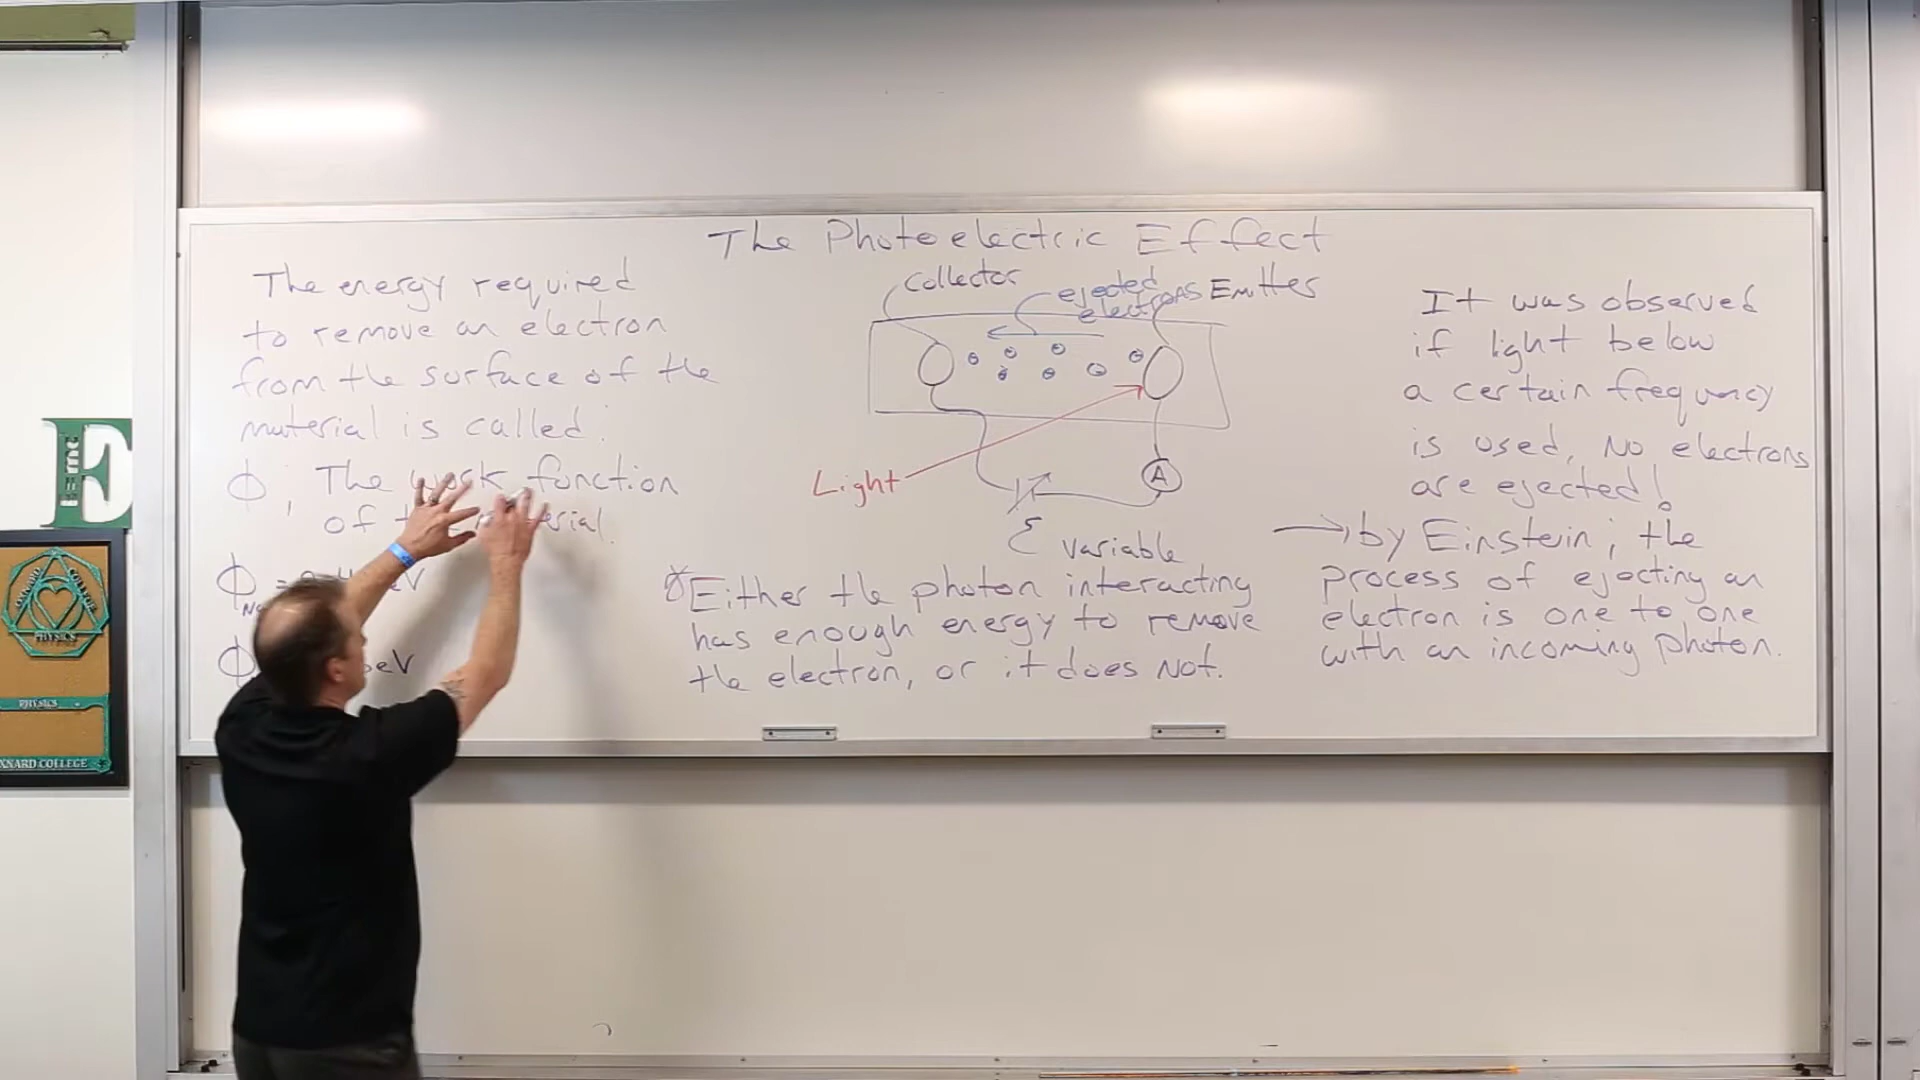 The Photoelectric Effect
The energy required
to remove an electron
from the surface of the
material is called:
Φ; The work function
of the material.
Φ
eV
Φ
eV
Collector
ejected
electrons
Emitter
Light
A
ε variable
Either the photon interacting
has enough energy to remove
the electron, or it does not.
It was observed
if light below
a certain frequency
is used, No electrons
are ejected!
→ by Einstein; the
process of ejecting an
electron is one to one
with an incoming photon.
E
OXNARD COLLEGE
PHYSICS
PHYSICS
XNARD COLLEGE